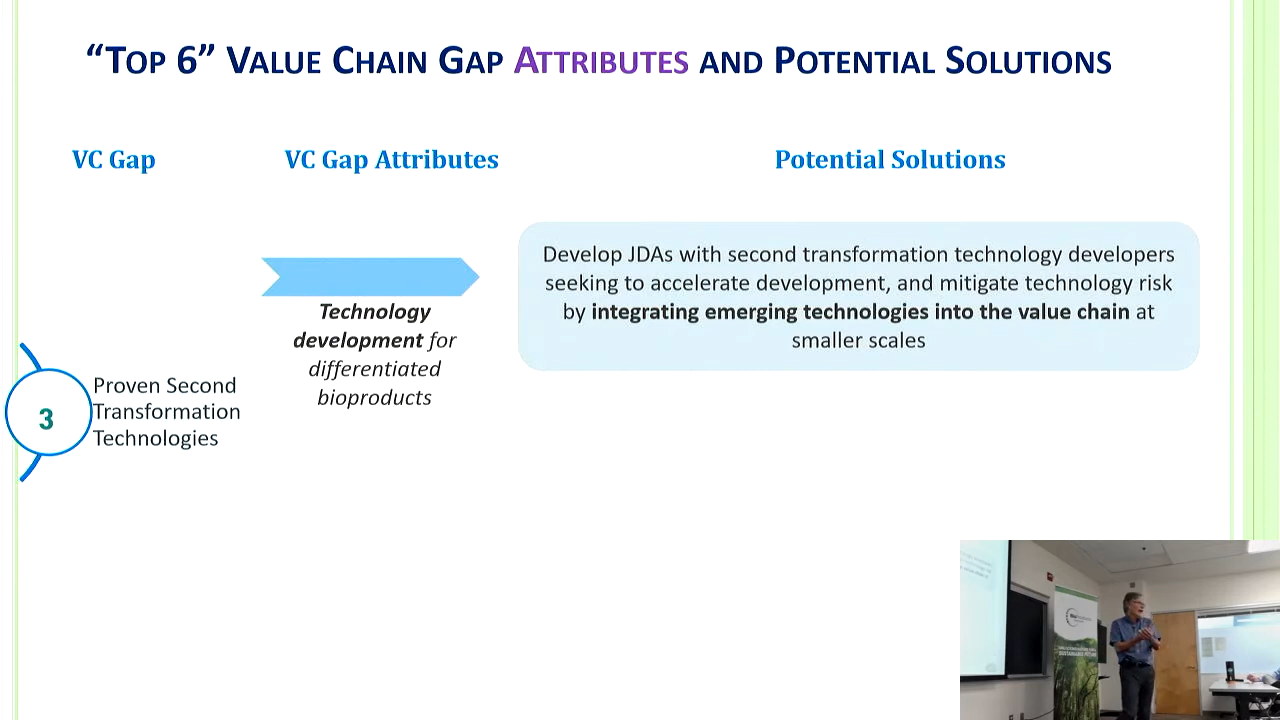 “TOP 6” VALUE CHAIN GAP ATTRIBUTES AND POTENTIAL SOLUTIONS
VC Gap
VC Gap Attributes
Potential Solutions
3
Proven Second
Transformation
Technologies
Technology
development for
differentiated
bioproducts
Develop JDAs with second transformation technology developers
seeking to accelerate development, and mitigate technology risk
by integrating emerging technologies into the value chain at
smaller scales